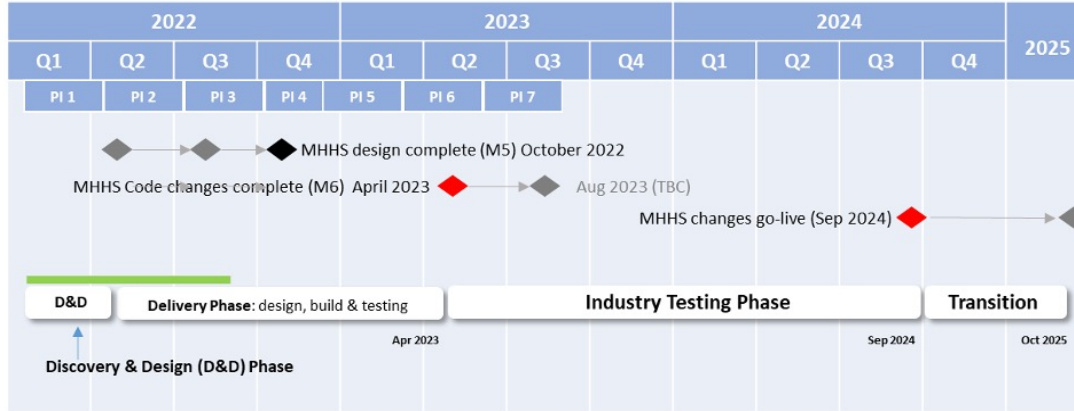 2022 2023 2024 2025
Q1 Q2 Q3 Q4 Q1 Q2 Q3 Q4 Q1 Q2 Q3 Q4
PI 1 PI 2 PI 3 PI 4 PI 5 PI 6 PI 7
MHHS design complete (M5) October 2022
MHHS Code changes complete (M6) April 2023 Aug 2023 (TBC)
MHHS changes go-live (Sep 2024)
D&D Delivery Phase: design, build & testing Industry Testing Phase Transition
Apr 2023 Sep 2024 Oct 2025
Discovery & Design (D&D) Phase